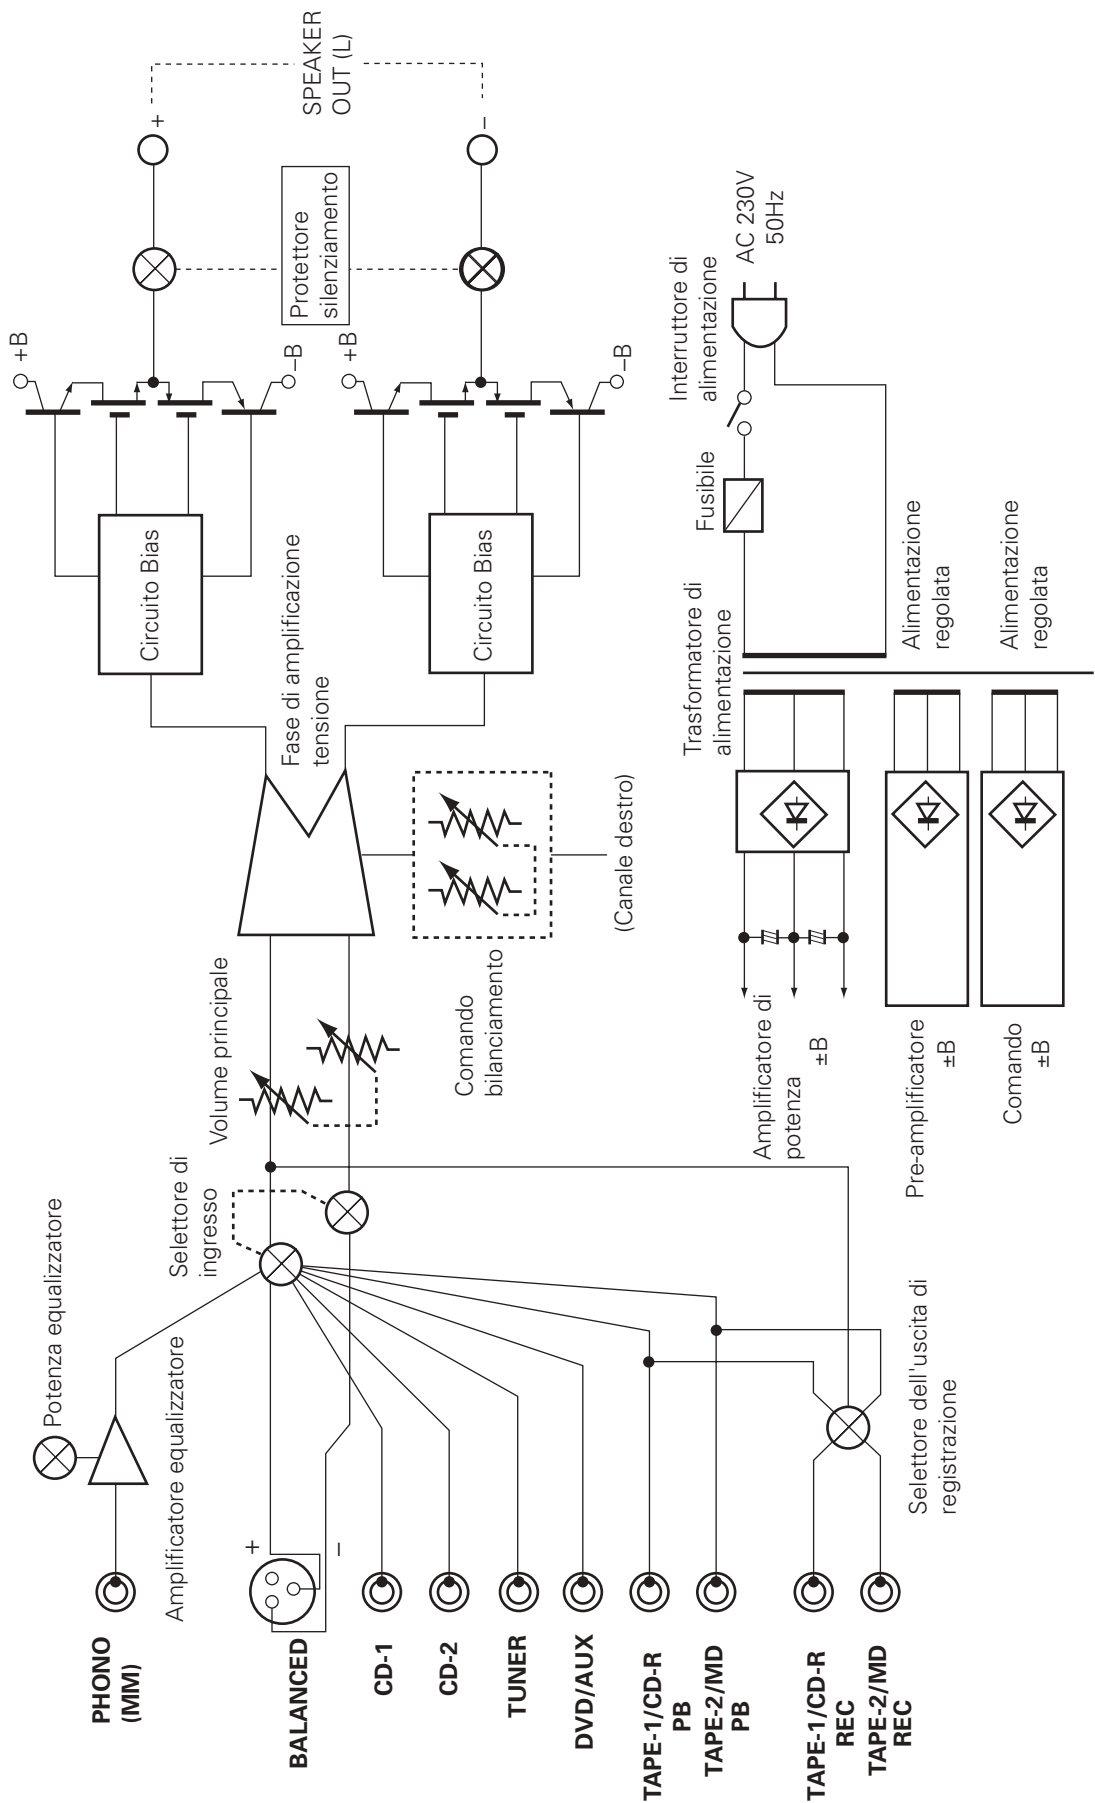 PHONO
(MM)
BALANCED
CD-1
CD-2
TUNER
DVD/AUX
TAPE-1/CD-R
PB
TAPE-2/MD
PB
TAPE-1/CD-R
REC
TAPE-2/MD
REC
Potenza equalizzatore
Amplificatore equalizzatore
+
–
Selettore di
ingresso
Selettore dell'uscita di
registrazione
Volume principale
Comando
bilanciamento
(Canale destro)
Fase di amplificazione
tensione
Circuito Bias
Circuito Bias
+B
–B
+B
–B
Protettore
silenziamento
+
–
SPEAKER
OUT (L)
Amplificatore di
potenza
±B
Pre-amplificatore
±B
Comando
±B
Trasformatore di
alimentazione
Alimentazione
regolata
Alimentazione
regolata
Fusibile
Interruttore di
alimentazione
AC 230V
50Hz